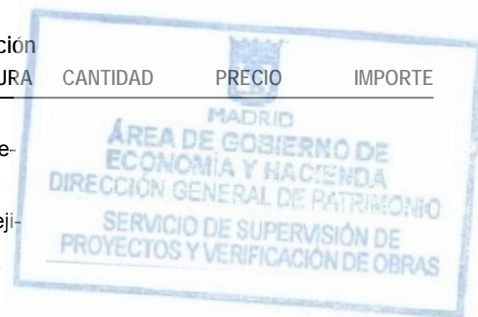 ción
URA CANTIDAD PRECIO IMPORTE
MADRID
ÁREA DE GOBIERNO DE
e-
ECONOMÍA Y HACIENDA
DIRECCIÓN GENERAL DE PATRIMONIO
eji-
SERVICIO DE SUPERVISIÓN DE
PROYECTOS Y VERIFICACIÓN DE OBRAS